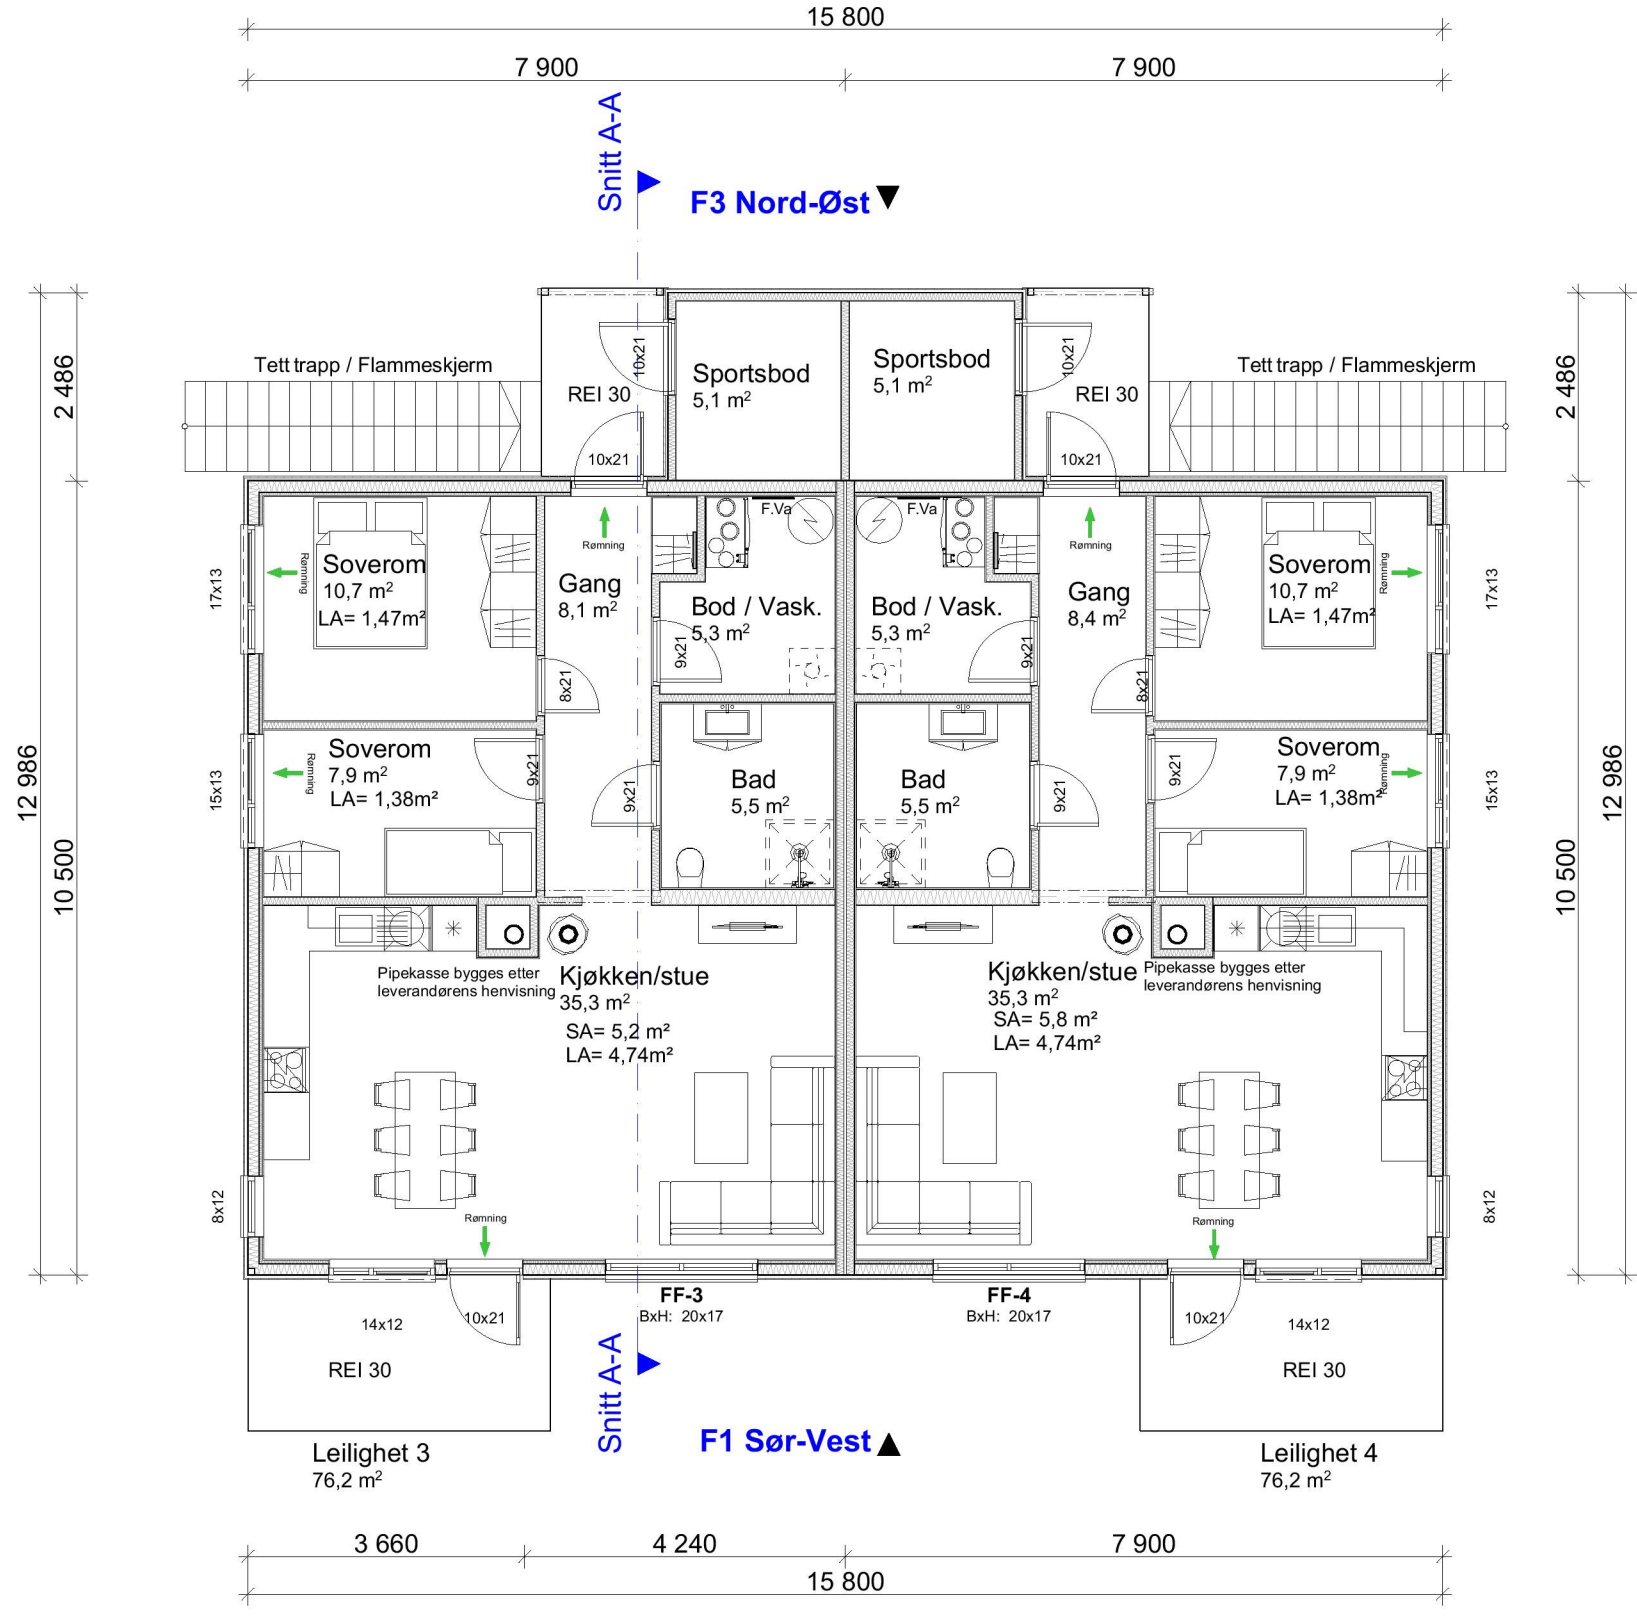 15 800
7 900
7 900
Snitt A-A
F3 Nord-Øst
2 486
2 486
Tett trapp / Flammeskjerm
Tett trapp / Flammeskjerm
10x21
10x21
Sportsbod
5,1 m²
Sportsbod
5,1 m²
REI 30
REI 30
10x21
10x21
F.Va
F.Va
Rømning
Rømning
17x13
Rømning
Soverom
10,7 m²
LA= 1,47m²
Gang
8,1 m²
Bod / Vask.
5,3 m²
Bod / Vask.
5,3 m²
Gang
8,4 m²
Soverom
10,7 m²
LA= 1,47m²
Rømning
17x13
9x21
9x21
8x21
8x21
12 986
12 986
15x13
Rømning
Soverom
7,9 m²
LA= 1,38m²
9x21
9x21
Bad
5,5 m²
Bad
5,5 m²
9x21
9x21
Soverom
7,9 m²
LA= 1,38m²
Rømning
15x13
10 500
10 500
Pipekasse bygges etter
leverandørens henvisning
Kjøkken/stue
35,3 m²
SA= 5,2 m²
LA= 4,74m²
Kjøkken/stue
35,3 m²
SA= 5,8 m²
LA= 4,74m²
Pipekasse bygges etter
leverandørens henvisning
8x12
8x12
Rømning
Rømning
FF-3
BxH: 20x17
FF-4
BxH: 20x17
14x12
10x21
10x21
14x12
REI 30
REI 30
Snitt A-A
F1 Sør-Vest
Leilighet 3
76,2 m²
Leilighet 4
76,2 m²
3 660
4 240
7 900
15 800